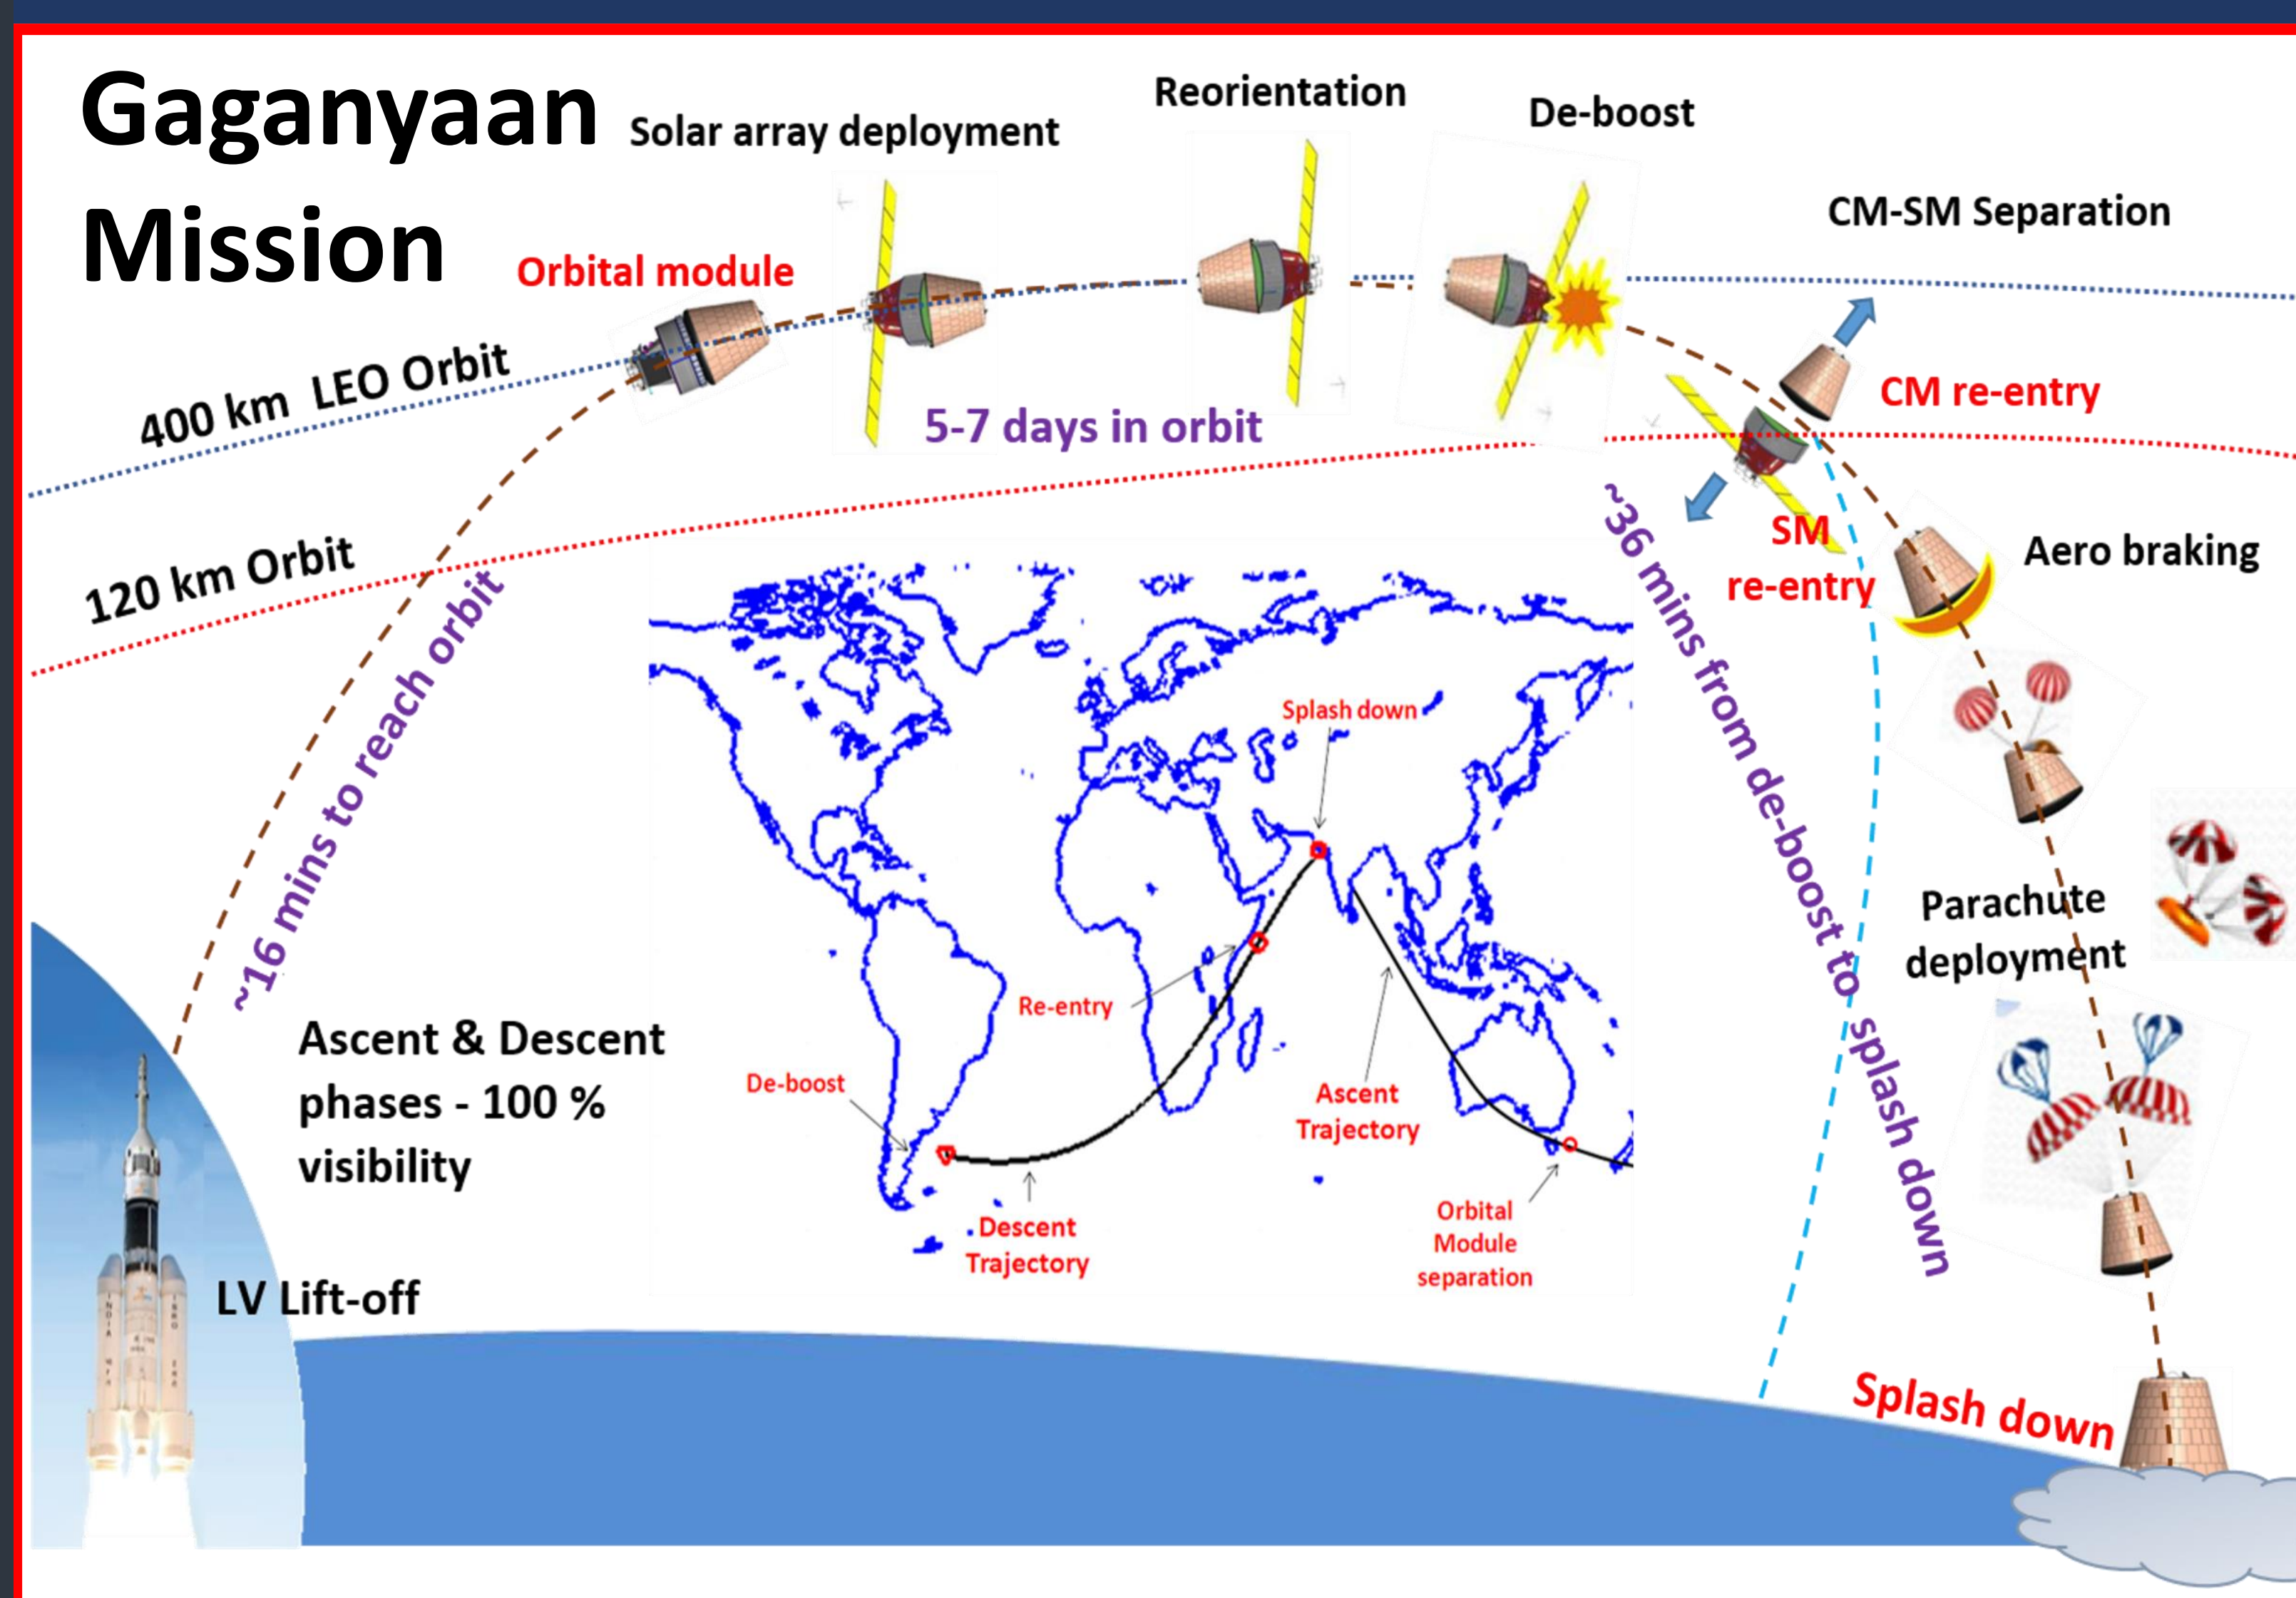 Gaganyaan
Mission
Solar array deployment
Reorientation
De-boost
CM-SM Separation
Orbital module
400 km LEO Orbit
5-7 days in orbit
CM re-entry
120 km Orbit
SM
re-entry
Aero braking
~16 mins to reach orbit
~36 mins from de-boost to splash down
Splash down
Re-entry
De-boost
Ascent
Trajectory
Descent
Trajectory
Orbital
Module
separation
Parachute
deployment
Ascent & Descent
phases - 100 %
visibility
LV Lift-off
INDIA
ISRO
Splash down